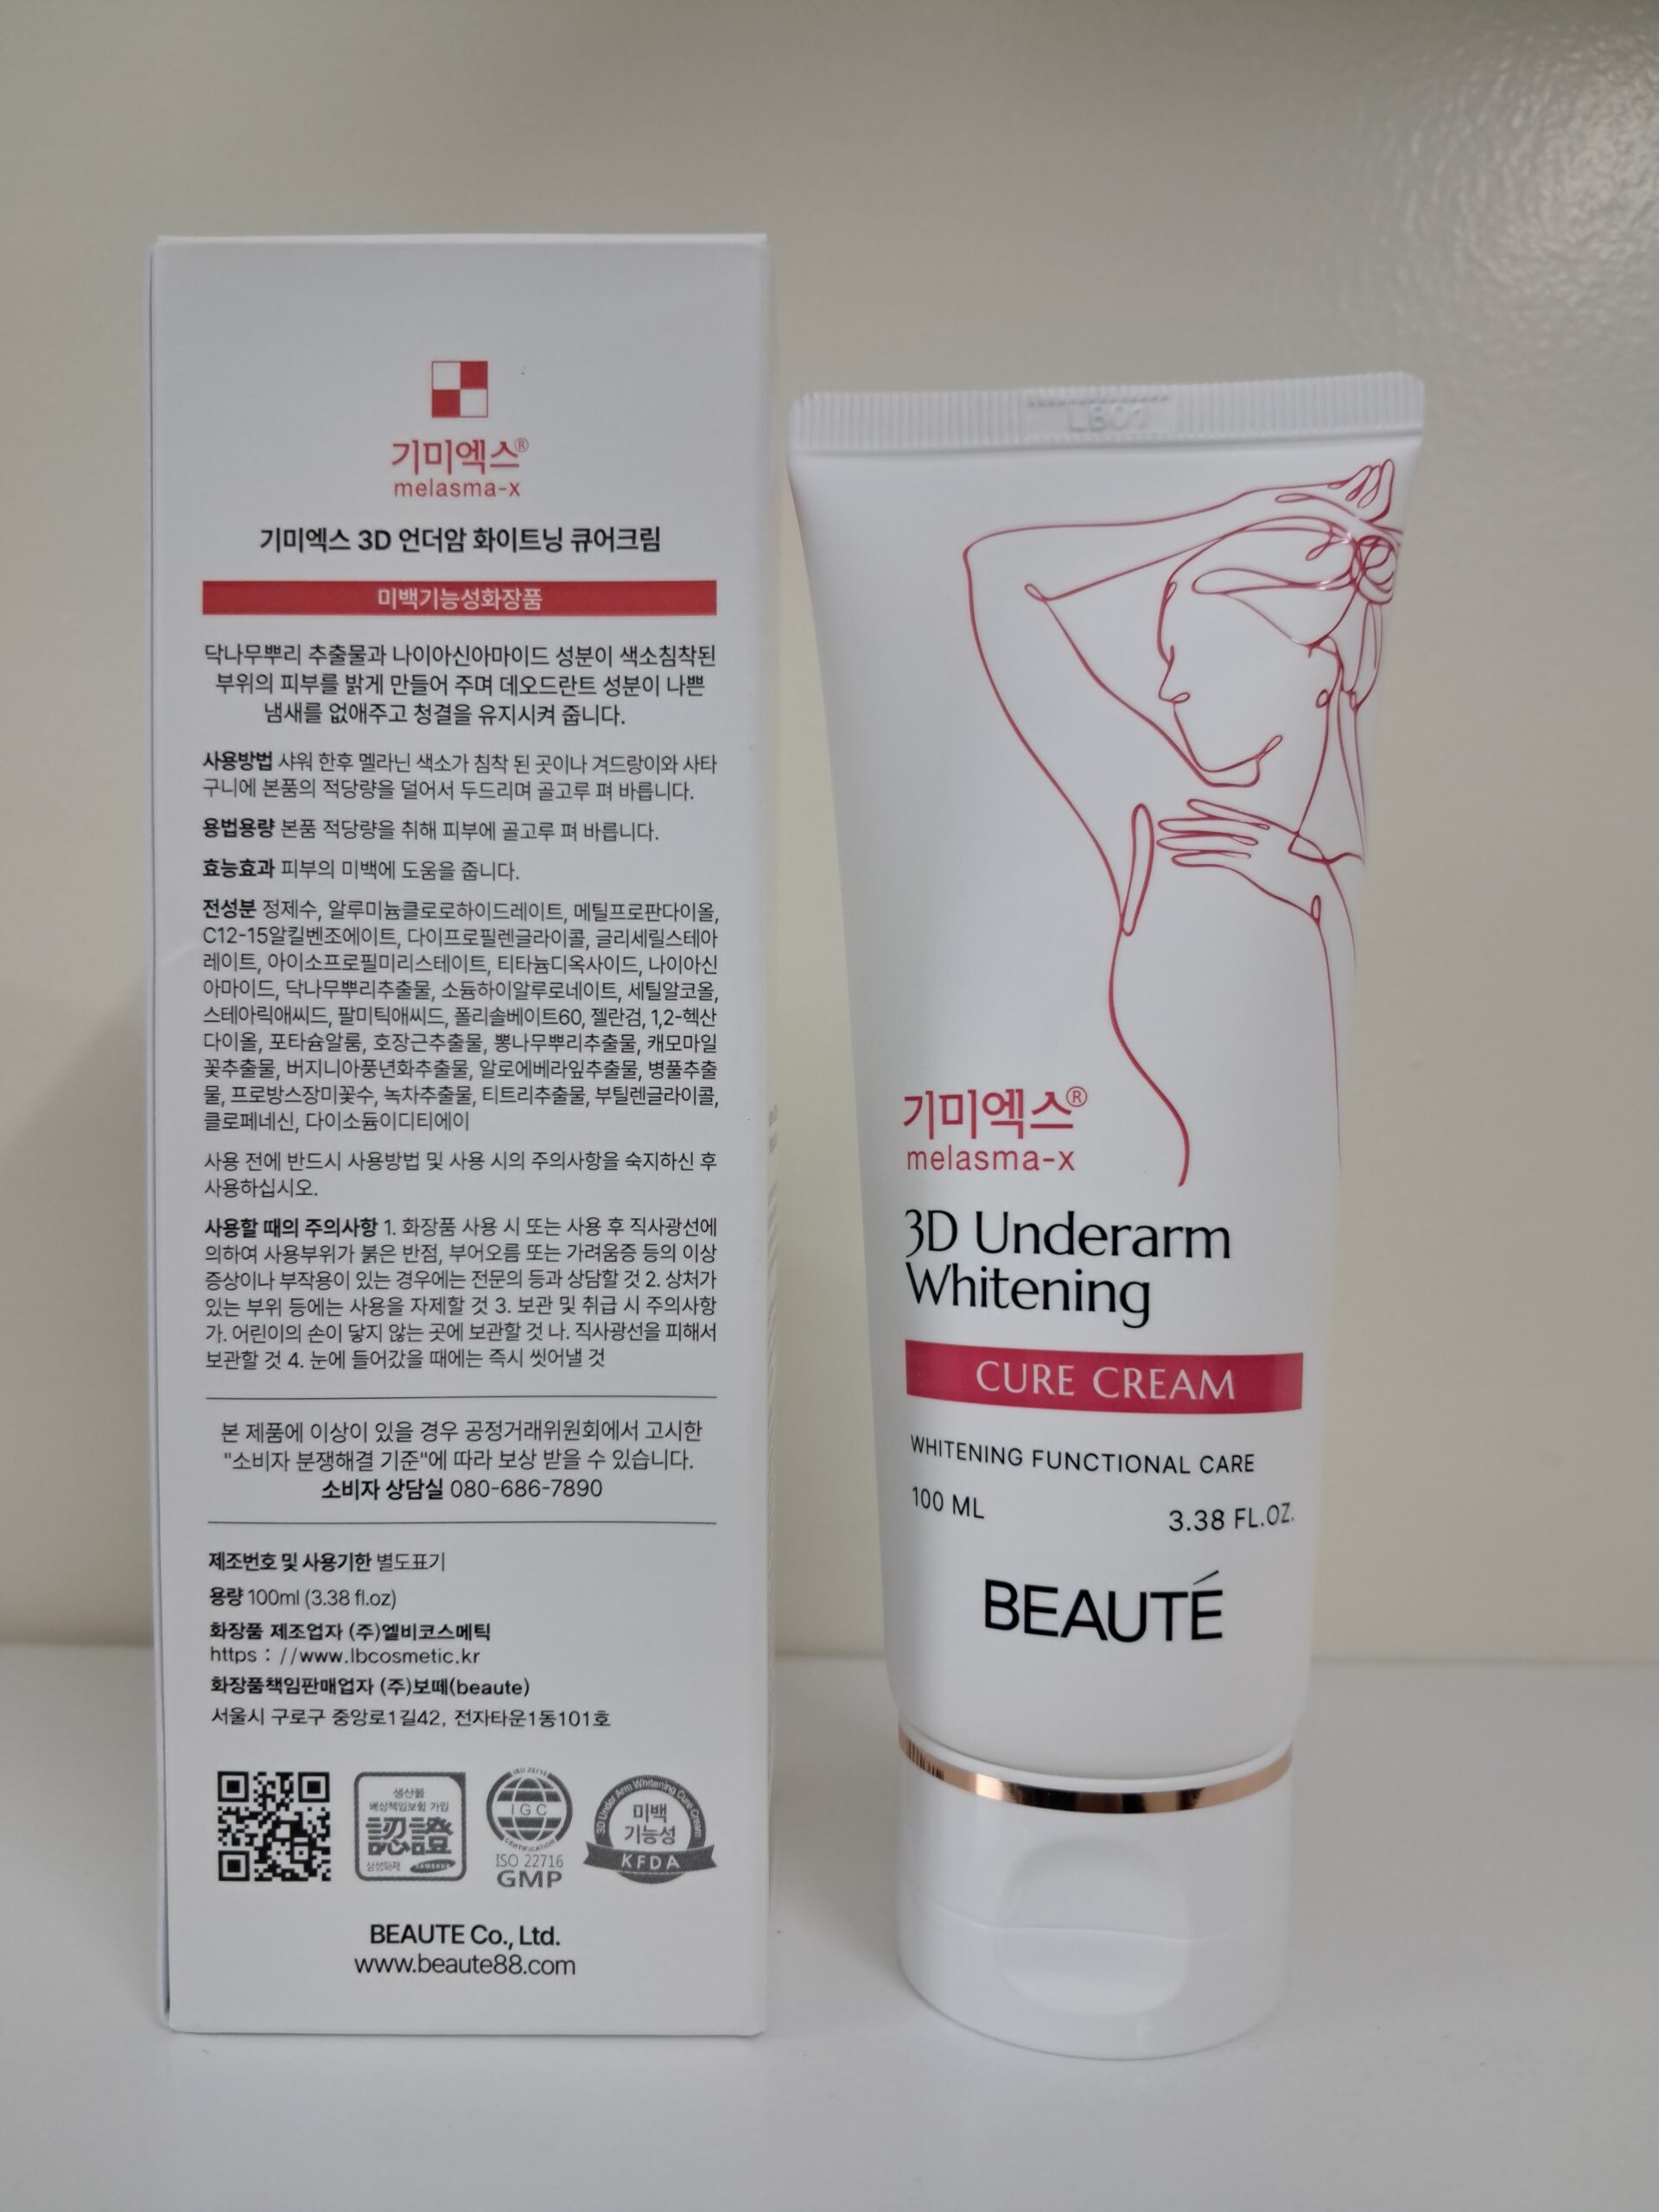 기미엑스®
melasma-x
기미엑스 3D 언더암 화이트닝 큐어크림
미백기능성화장품
닥나무뿌리 추출물과 나이아신아마이드 성분이 색소침착된
부위의 피부를 밝게 만들어 주며 데오드란트 성분이 나쁜
냄새를 없애주고 청결을 유지시켜 줍니다.
사용방법 샤워 한후 멜라닌 색소가 침착 된 곳이나 겨드랑이와 사타
구니에 본품의 적당량을 덜어서 두드리며 골고루 펴 바릅니다.
용법용량 본품 적당량을 취해 피부에 골고루 펴 바릅니다.
효능효과 피부의 미백에 도움을 줍니다.
전성분 정제수, 알루미늄클로로하이드레이트, 메틸프로판다이올,
C12-15알킬벤조에이트, 다이프로필렌글라이콜, 글리세릴스테아
레이트, 아이소프로필미리스테이트, 티타늄디옥사이드, 나이아신
아마이드, 닥나무뿌리추출물, 소듐하이알루로네이트, 세틸알코올,
스테아릭애씨드, 팔미틱애씨드, 폴리솔베이트60, 젤란검, 1,2-헥산
다이올, 포타슘알룸, 호장근추출물, 뽕나무뿌리추출물, 캐모마일
꽃추출물, 버지니아풍년화추출물, 알로에베라잎추출물, 병풀추출
물, 프로방스장미꽃수, 녹차추출물, 티트리추출물, 부틸렌글라이콜,
클로페네신, 다이소듐이디티에이
사용 전에 반드시 사용방법 및 사용 시의 주의사항을 숙지하신 후
사용하십시오.
사용할 때의 주의사항 1. 화장품 사용 시 또는 사용 후 직사광선에
의하여 사용부위가 붉은 반점, 부어오름 또는 가려움증 등의 이상
증상이나 부작용이 있는 경우에는 전문의 등과 상담할 것 2. 상처가
있는 부위 등에는 사용을 자제할 것 3. 보관 및 취급 시 주의사항
가. 어린이의 손이 닿지 않는 곳에 보관할 것 나. 직사광선을 피해서
보관할 것 4. 눈에 들어갔을 때에는 즉시 씻어낼 것
본 제품에 이상이 있을 경우 공정거래위원회에서 고시한
"소비자 분쟁해결 기준"에 따라 보상 받을 수 있습니다.
소비자 상담실 080-686-7890
제조번호 및 사용기한 별도표기
용량 100ml (3.38 fl.oz)
화장품 제조업자 (주)엘비코스메틱
https : //www.lbcosmetic.kr
화장품책임판매업자 (주)보떼(beaute)
서울시 구로구 중앙로1길42, 전자타운1동101호
생산물
배상책임보험 가입
認證
삼성화재 SAMSUNG
ISO 22716
IGC
CERTIFICATION
ISO 22716
GMP
3D Under Arm Whitening Cure Cream
미백
기능성
KFDA
BEAUTE Co., Ltd.
www.beaute88.com
LB01
기미엑스®
melasma-x
3D Underarm
Whitening
CURE CREAM
WHITENING FUNCTIONAL CARE
100 ML 3.38 FL.OZ.
BEAUTÉ